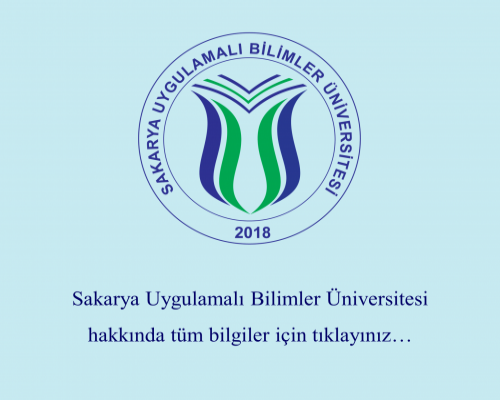 SAKARYA UYGULAMALI BİLİMLER ÜNİVERSİTESİ
2018
Sakarya Uygulamalı Bilimler Üniversitesi
hakkında tüm bilgiler için tıklayınız…